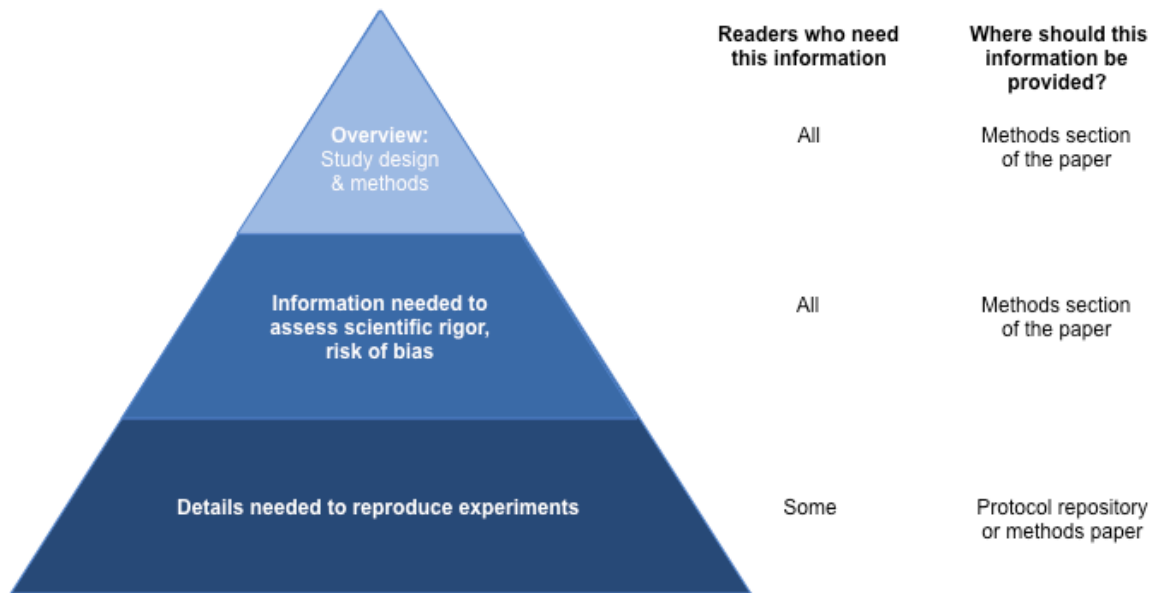 Readers who need
this information
Where should this
information be
provided?
Overview:
Study design
& methods
All
Methods section
of the paper
Information needed to
assess scientific rigor,
risk of bias
All
Methods section
of the paper
Details needed to reproduce experiments
Some
Protocol repository
or methods paper